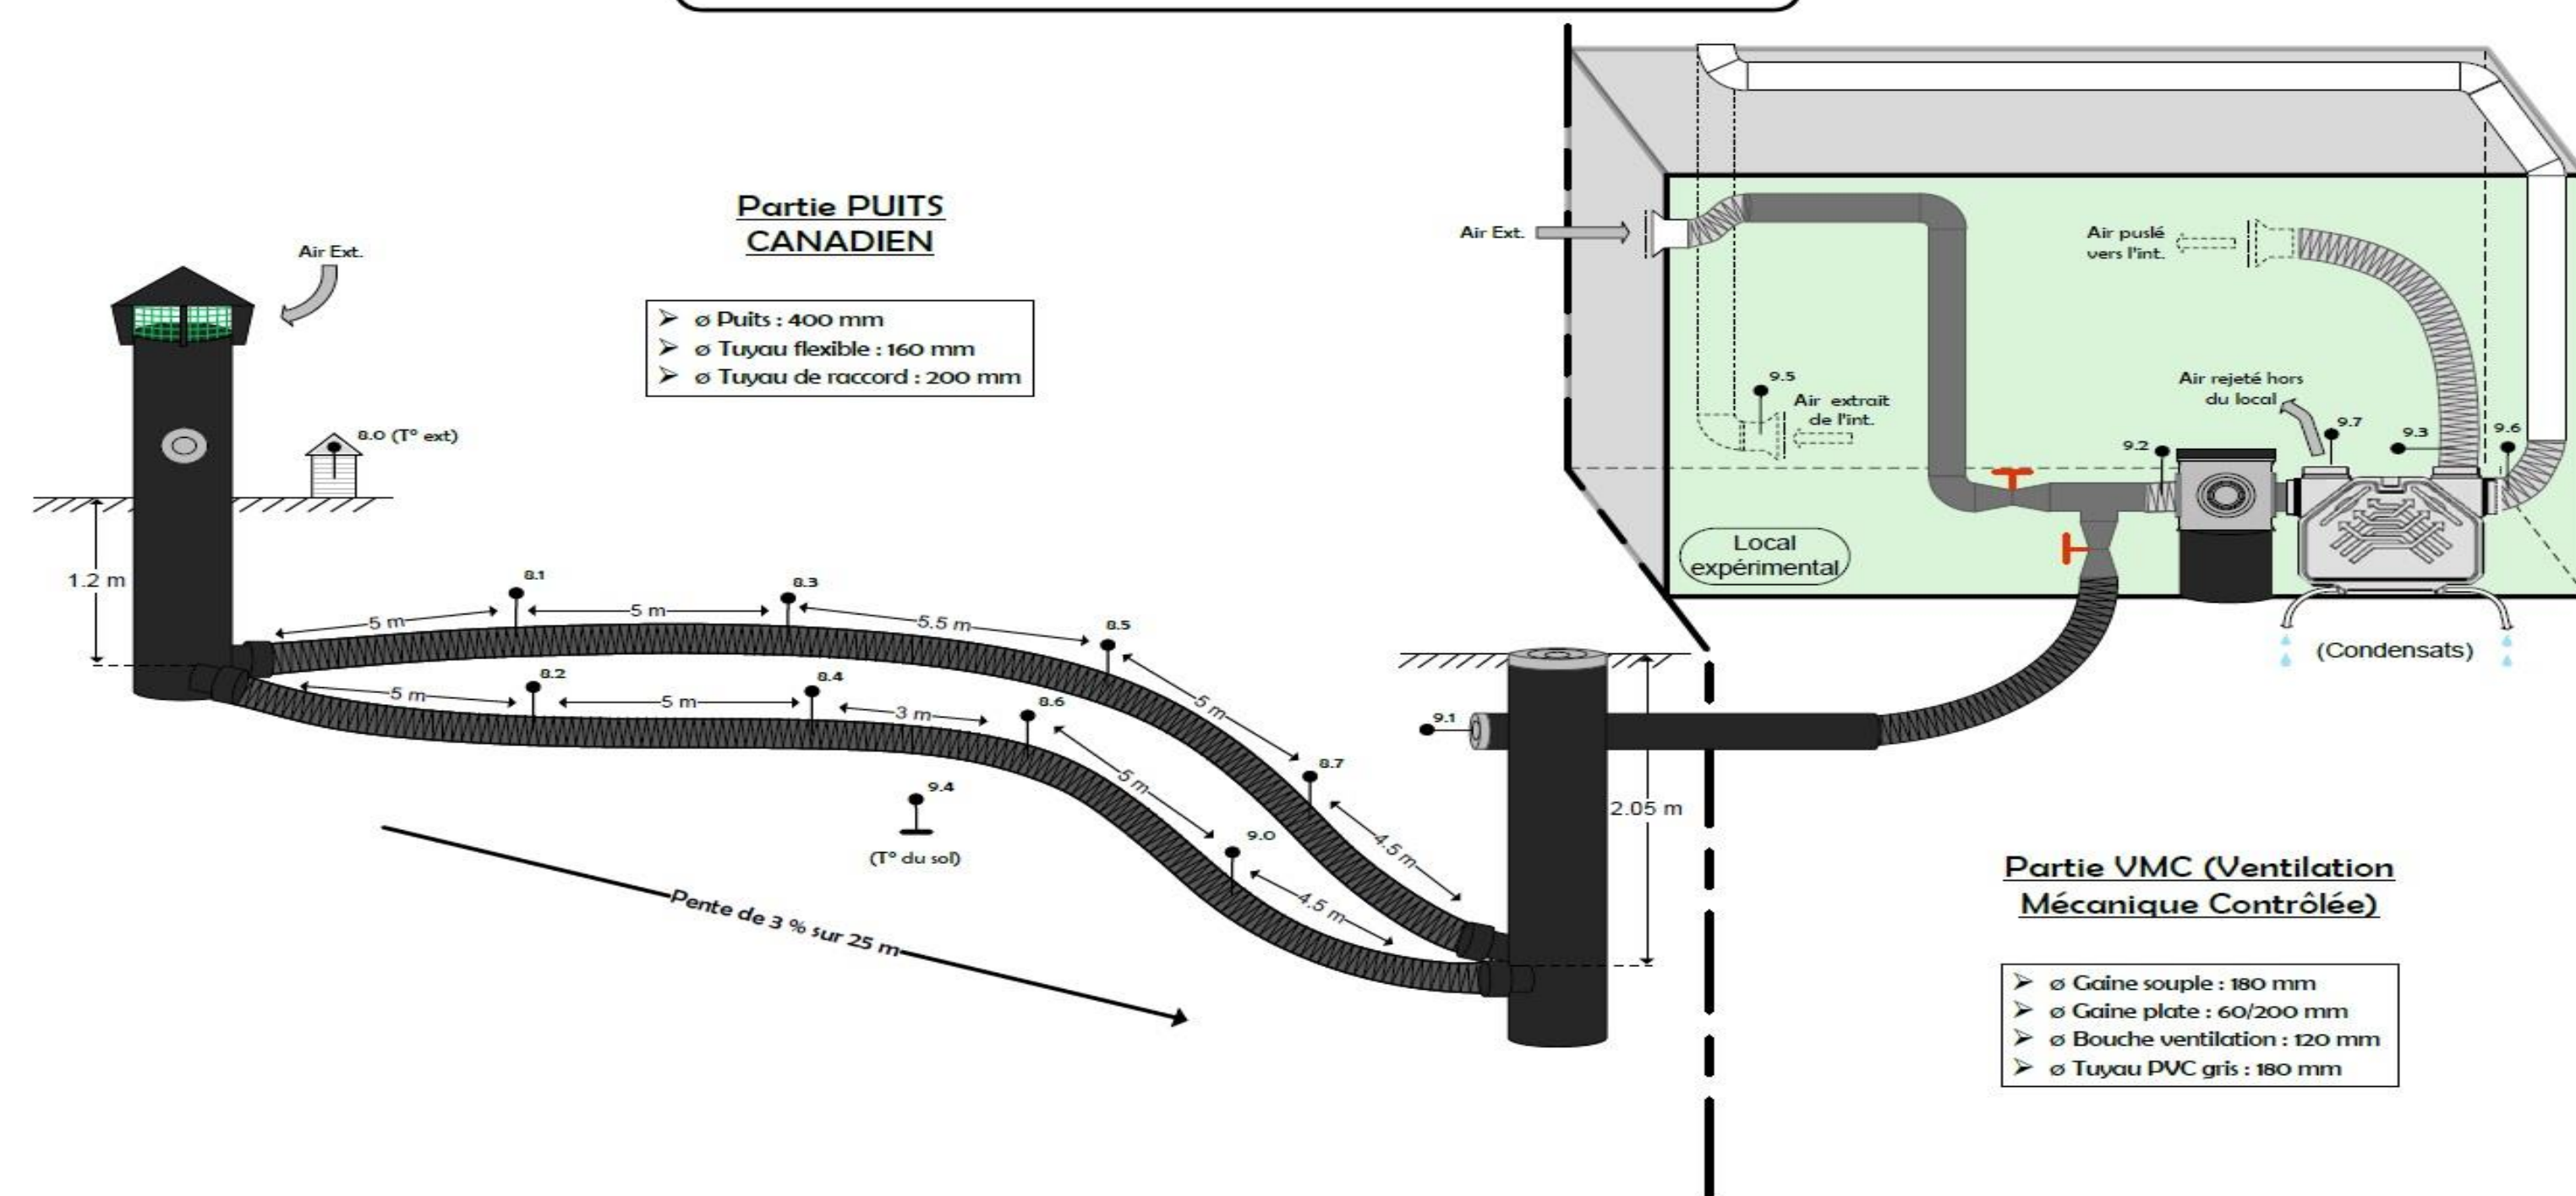 Partie PUITS
CANADIEN
Air Ext.
➢ ø Puits : 400 mm
➢ ø Tuyau flexible : 160 mm
➢ ø Tuyau de raccord : 200 mm
8.0 (T° ext)
1.2 m
5 m
8.1
5 m
8.3
5.5 m
8.5
5 m
8.7
4.5 m
5 m
8.2
5 m
8.4
3 m
8.6
5 m
9.0
4.5 m
9.4
(T° du sol)
Pente de 3 % sur 25 m
9.1
2.05 m
Air Ext.
Air puslé
vers l'int.
9.5
Air extrait
de l'int.
Air rejeté hors
du local
9.2
9.7
9.3
9.6
Local
expérimental
(Condensats)
Partie VMC (Ventilation
Mécanique Contrôlée)
➢ ø Gaine souple : 180 mm
➢ ø Gaine plate : 60/200 mm
➢ ø Bouche ventilation : 120 mm
➢ ø Tuyau PVC gris : 180 mm